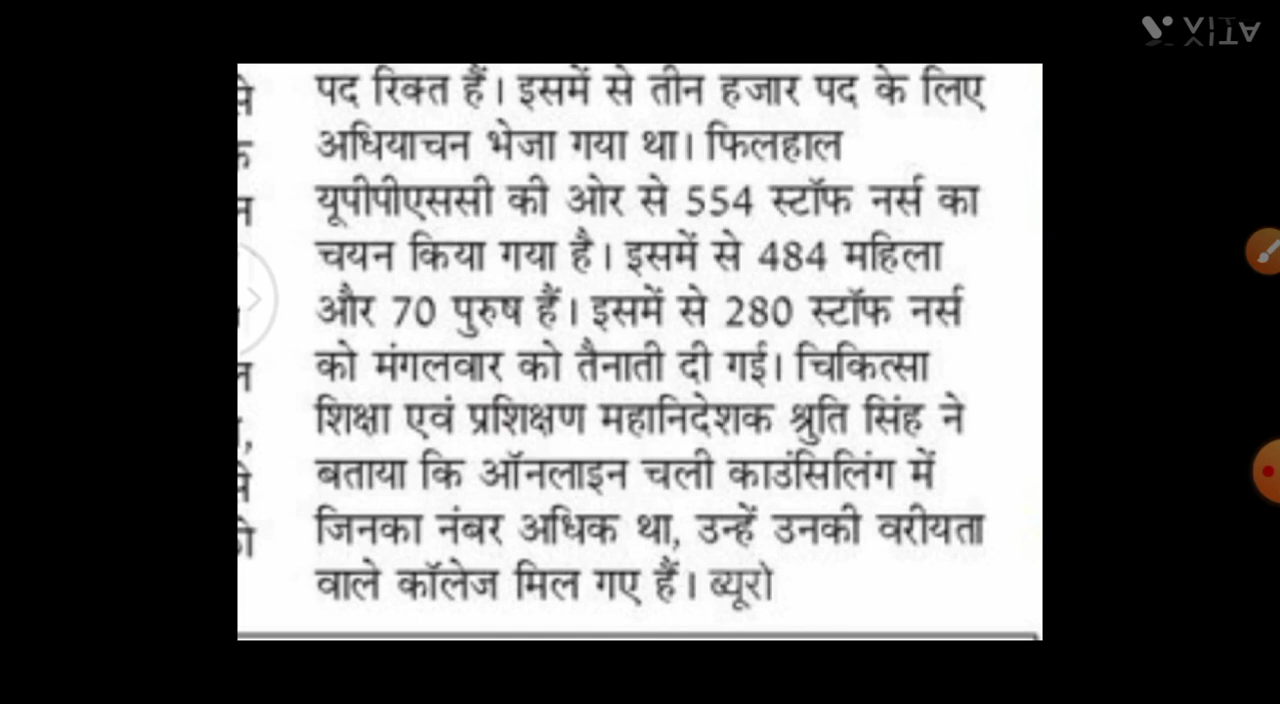 VITA
पद रिक्त हैं। इसमें से तीन हजार पद के लिए
अधियाचन भेजा गया था। फिलहाल
यूपीपीएससी की ओर से 554 स्टॉफ नर्स का
चयन किया गया है। इसमें से 484 महिला
और 70 पुरुष हैं। इसमें से 280 स्टॉफ नर्स
को मंगलवार को तैनाती दी गई। चिकित्सा
शिक्षा एवं प्रशिक्षण महानिदेशक श्रुति सिंह ने
बताया कि ऑनलाइन चली काउंसिलिंग में
जिनका नंबर अधिक था, उन्हें उनकी वरीयता
वाले कॉलेज मिल गए हैं। ब्यूरो